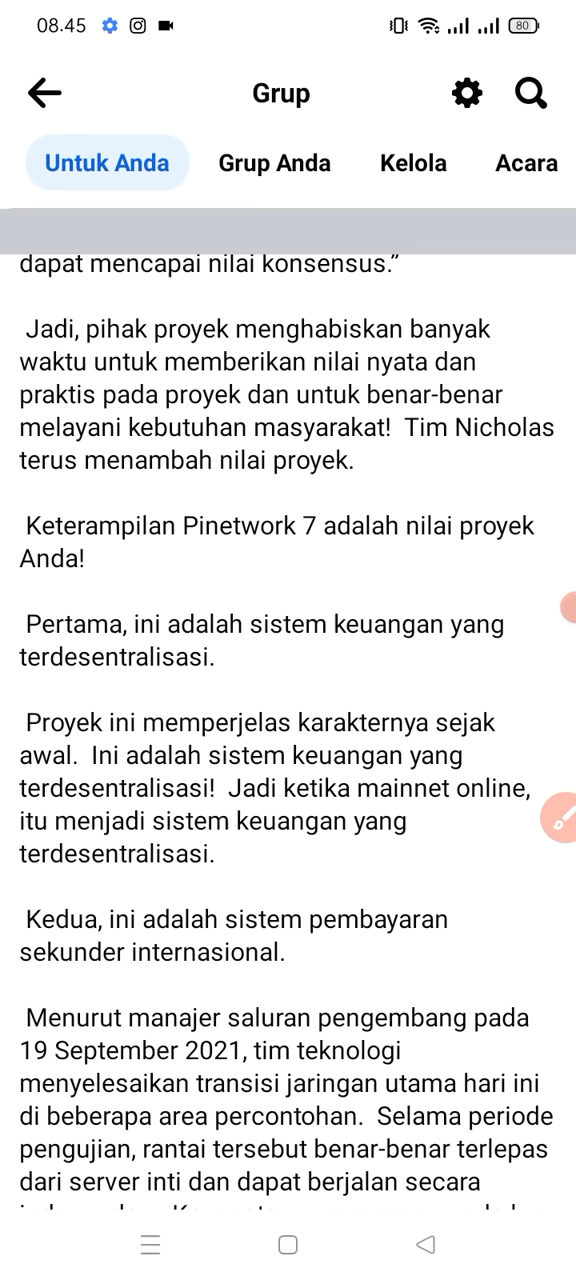 08.45
80
Grup
Untuk Anda Grup Anda Kelola Acara
dapat mencapai nilai konsensus.”
Jadi, pihak proyek menghabiskan banyak
waktu untuk memberikan nilai nyata dan
praktis pada proyek dan untuk benar-benar
melayani kebutuhan masyarakat! Tim Nicholas
terus menambah nilai proyek.
Keterampilan Pinetwork 7 adalah nilai proyek
Anda!
Pertama, ini adalah sistem keuangan yang
terdesentralisasi.
Proyek ini memperjelas karakternya sejak
awal. Ini adalah sistem keuangan yang
terdesentralisasi! Jadi ketika mainnet online,
itu menjadi sistem keuangan yang
terdesentralisasi.
Kedua, ini adalah sistem pembayaran
sekunder internasional.
Menurut manajer saluran pengembang pada
19 September 2021, tim teknologi
menyelesaikan transisi jaringan utama hari ini
di beberapa area percontohan. Selama periode
pengujian, rantai tersebut benar-benar terlepas
dari server inti dan dapat berjalan secara